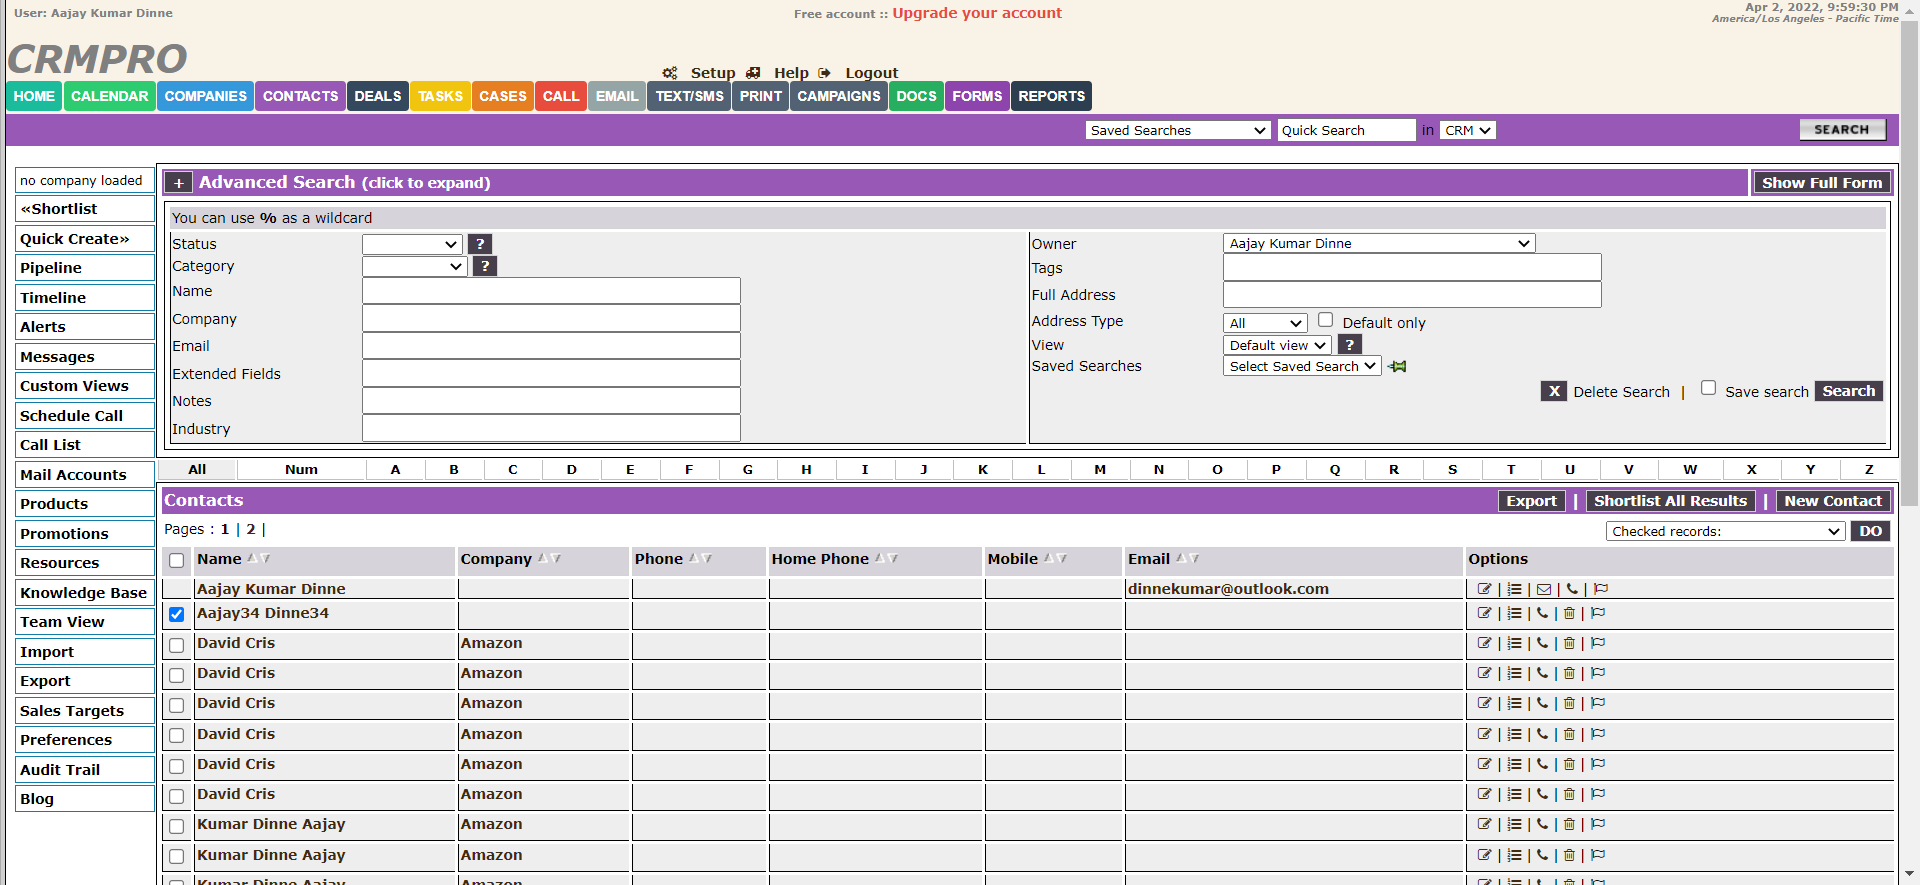 User: Aajay Kumar Dinne
Free account :: Upgrade your account
Apr 2, 2022, 9:59:30 PM
America/Los Angeles - Pacific Time
CRMPRO
Setup Help Logout
HOME CALENDAR COMPANIES CONTACTS DEALS TASKS CASES CALL EMAIL TEXT/SMS PRINT CAMPAIGNS DOCS FORMS REPORTS
Saved Searches Quick Search in CRM SEARCH
no company loaded
«Shortlist
Quick Create»
Pipeline
Timeline
Alerts
Messages
Custom Views
Schedule Call
Call List
Mail Accounts
Products
Promotions
Resources
Knowledge Base
Team View
Import
Export
Sales Targets
Preferences
Audit Trail
Blog
+ Advanced Search (click to expand) Show Full Form
You can use % as a wildcard
Status ?
Category ?
Name
Company
Email
Extended Fields
Notes
Industry
Owner Aajay Kumar Dinne
Tags
Full Address
Address Type All Default only
View Default view ?
Saved Searches Select Saved Search
X Delete Search | Save search Search
All Num A B C D E F G H I J K L M N O P Q R S T U V W X Y Z
Contacts Export | Shortlist All Results | New Contact
Pages : 1 | 2 |
Checked records: DO
Name Company Phone Home Phone Mobile Email Options
Aajay Kumar Dinne dinnekumar@outlook.com | | | |
Aajay34 Dinne34 | | | |
David Cris Amazon | | | |
David Cris Amazon | | | |
David Cris Amazon | | | |
David Cris Amazon | | | |
David Cris Amazon | | | |
David Cris Amazon | | | |
Kumar Dinne Aajay Amazon | | | |
Kumar Dinne Aajay Amazon | | | |
Kumar Dinne Aajay Amazon